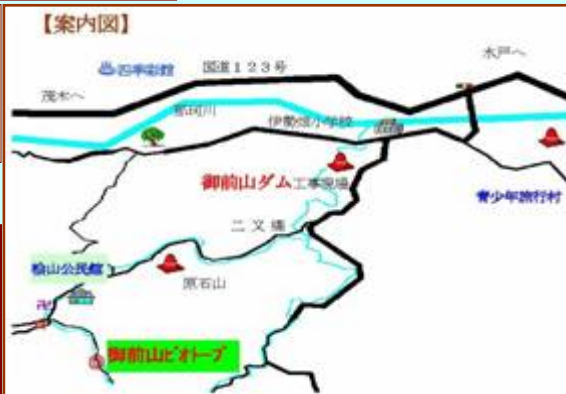 【案内図】
水戸へ
四季彩館
国道123号
茂木へ
那珂川
伊勢畑小学校
御前山ダム工事現場
青少年旅行村
二又橋
桧山公民館
原石山
卍
御前山ビオトープ